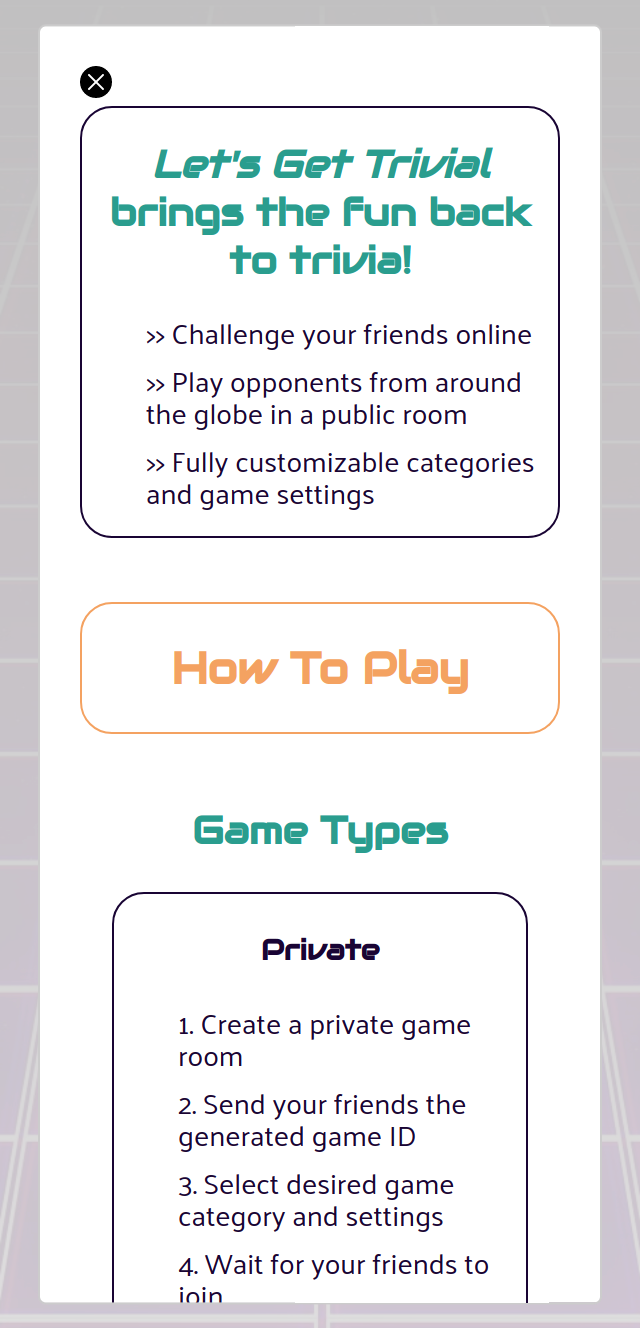 Let's Get Trivial
brings the fun back
to trivia!
>> Challenge your friends online
>> Play opponents from around
the globe in a public room
>> Fully customizable categories
and game settings
How To Play
Game Types
Private
1. Create a private game
room
2. Send your friends the
generated game ID
3. Select desired game
category and settings
4. Wait for your friends to
join